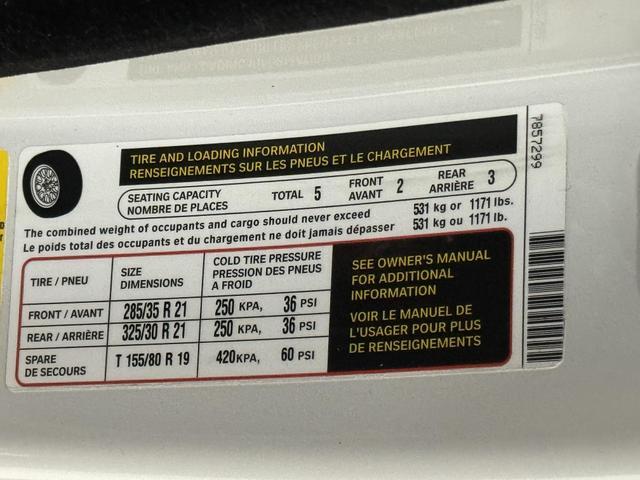 TIRE AND LOADING INFORMATION
RENSEIGNEMENTS SUR LES PNEUS ET LE CHARGEMENT
SEATING CAPACITY
NOMBRE DE PLACES
TOTAL 5
FRONT
AVANT 2
REAR
ARRIÈRE 3
The combined weight of occupants and cargo should never exceed 531 kg or 1171 lbs.
Le poids total des occupants et du chargement ne doit jamais dépasser 531 kg ou 1171 lb.
TIRE / PNEU
SIZE
DIMENSIONS
COLD TIRE PRESSURE
PRESSION DES PNEUS
A FROID
FRONT / AVANT 285/35 R 21 250 KPA, 36 PSI
REAR / ARRIÈRE 325/30 R 21 250 KPA, 36 PSI
SPARE
DE SECOURS
T 155/80 R 19 420KPA, 60 PSI
SEE OWNER'S MANUAL
FOR ADDITIONAL
INFORMATION
VOIR LE MANUEL DE
L'USAGER POUR PLUS
DE RENSEIGNEMENTS
7857299